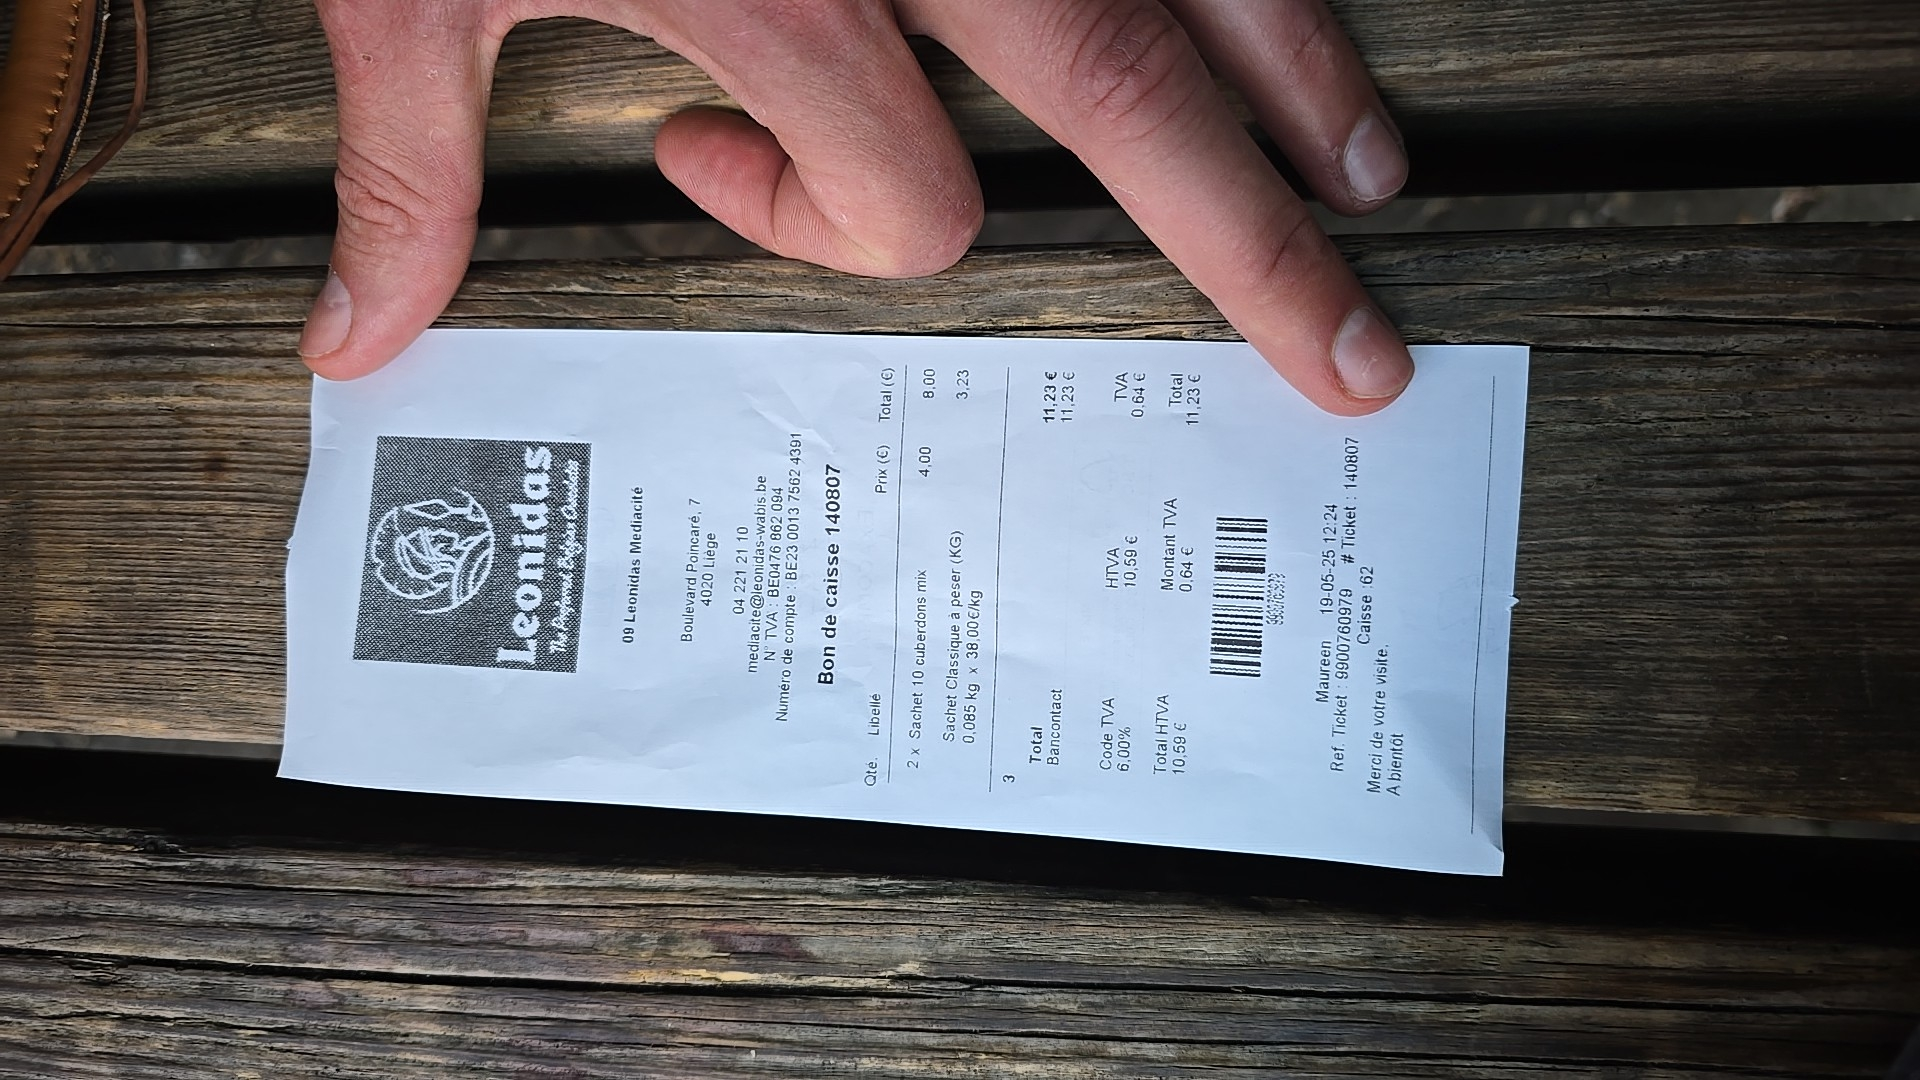 Leonidas
09 Leonidas Mediacité
Boulevard Poincaré, 7
4020 Liège
04 221 21 10
mediacite@leonidas-wabis.be
N° TVA : BE0476 862 094
Numéro de compte : BE23 0013 7562 4391
Bon de caisse 140807
Qté. Libellé Prix (€) Total (€)
2 x Sachet 10 cuberdons mix 4,00 8,00
Sachet Classique à peser (KG) 3,23
0,085 kg x 38,00€/kg
3
Total 11,23 €
Bancontact 11,23 €
Code TVA HTVA TVA
6,00% 10,59 € 0,64 €
Total HTVA Montant TVA Total
10,59 € 0,64 € 11,23 €
Maureen 19-05-25 12:24
Ref. Ticket : 9900760979 # Ticket : 140807
Caisse :62
Merci de votre visite,
A bientôt